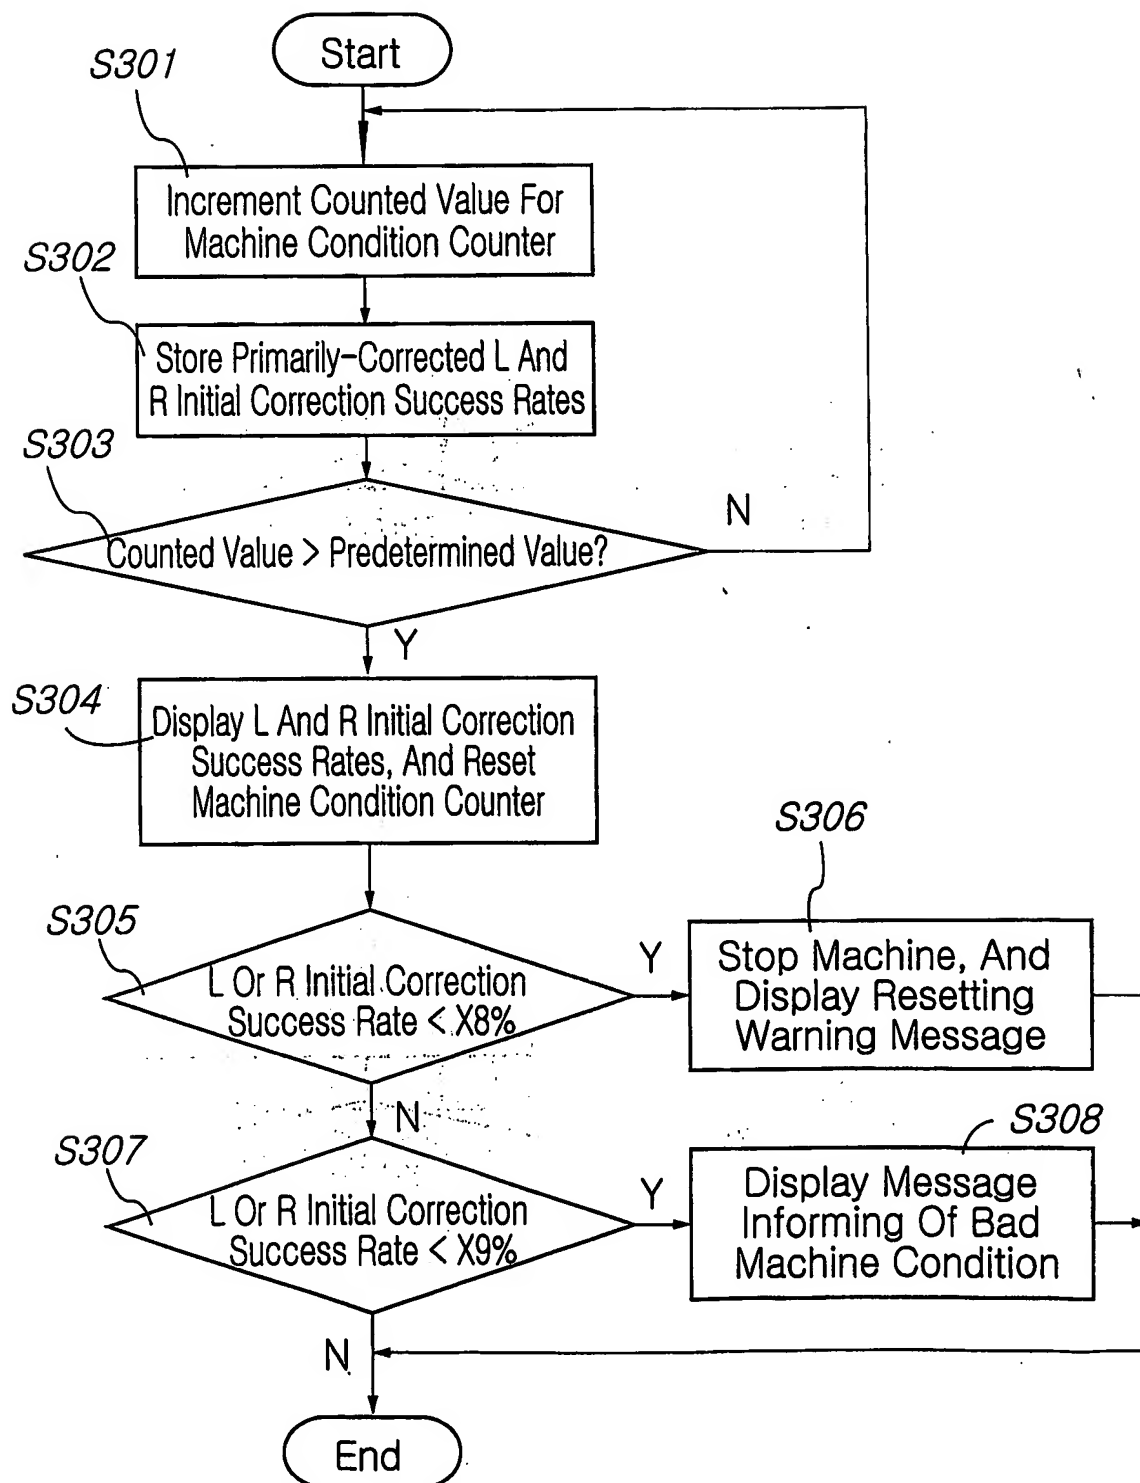 Start
S301
Increment Counted Value For
Machine Condition Counter
S302
Store Primarily-Corrected L And
R Initial Correction Success Rates
S303
Counted Value > Predetermined Value?
N
Y
S304
Display L And R Initial Correction
Success Rates, And Reset
Machine Condition Counter
S305
L Or R Initial Correction
Success Rate < X8%
Y
S306
Stop Machine, And
Display Resetting
Warning Message
N
S307
L Or R Initial Correction
Success Rate < X9%
Y
S308
Display Message
Informing Of Bad
Machine Condition
N
End